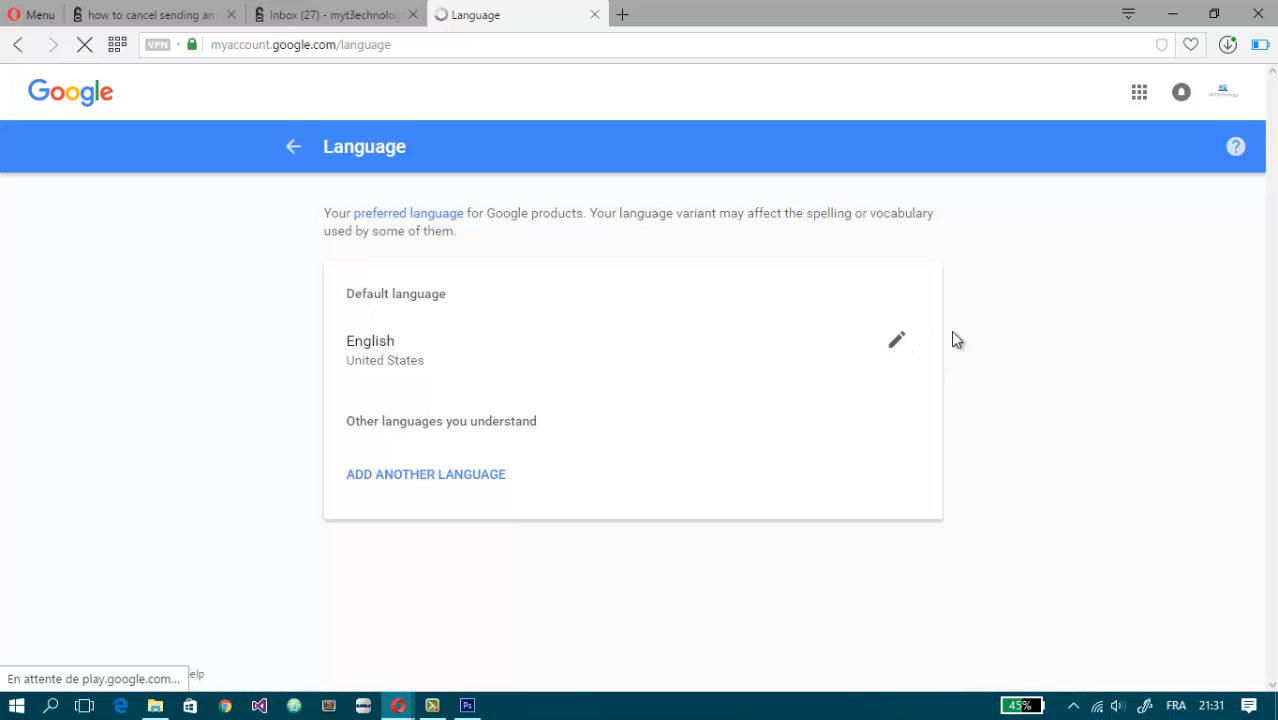 Menu
how to cancel sending an
Inbox (27) - myt3echnolog
Language
VPN
myaccount.google.com/language
Google
Language
Your preferred language for Google products. Your language variant may affect the spelling or vocabulary
used by some of them.
Default language
English
United States
Other languages you understand
ADD ANOTHER LANGUAGE
En attente de play.google.com...
elp
Ps
45%
FRA
21:31